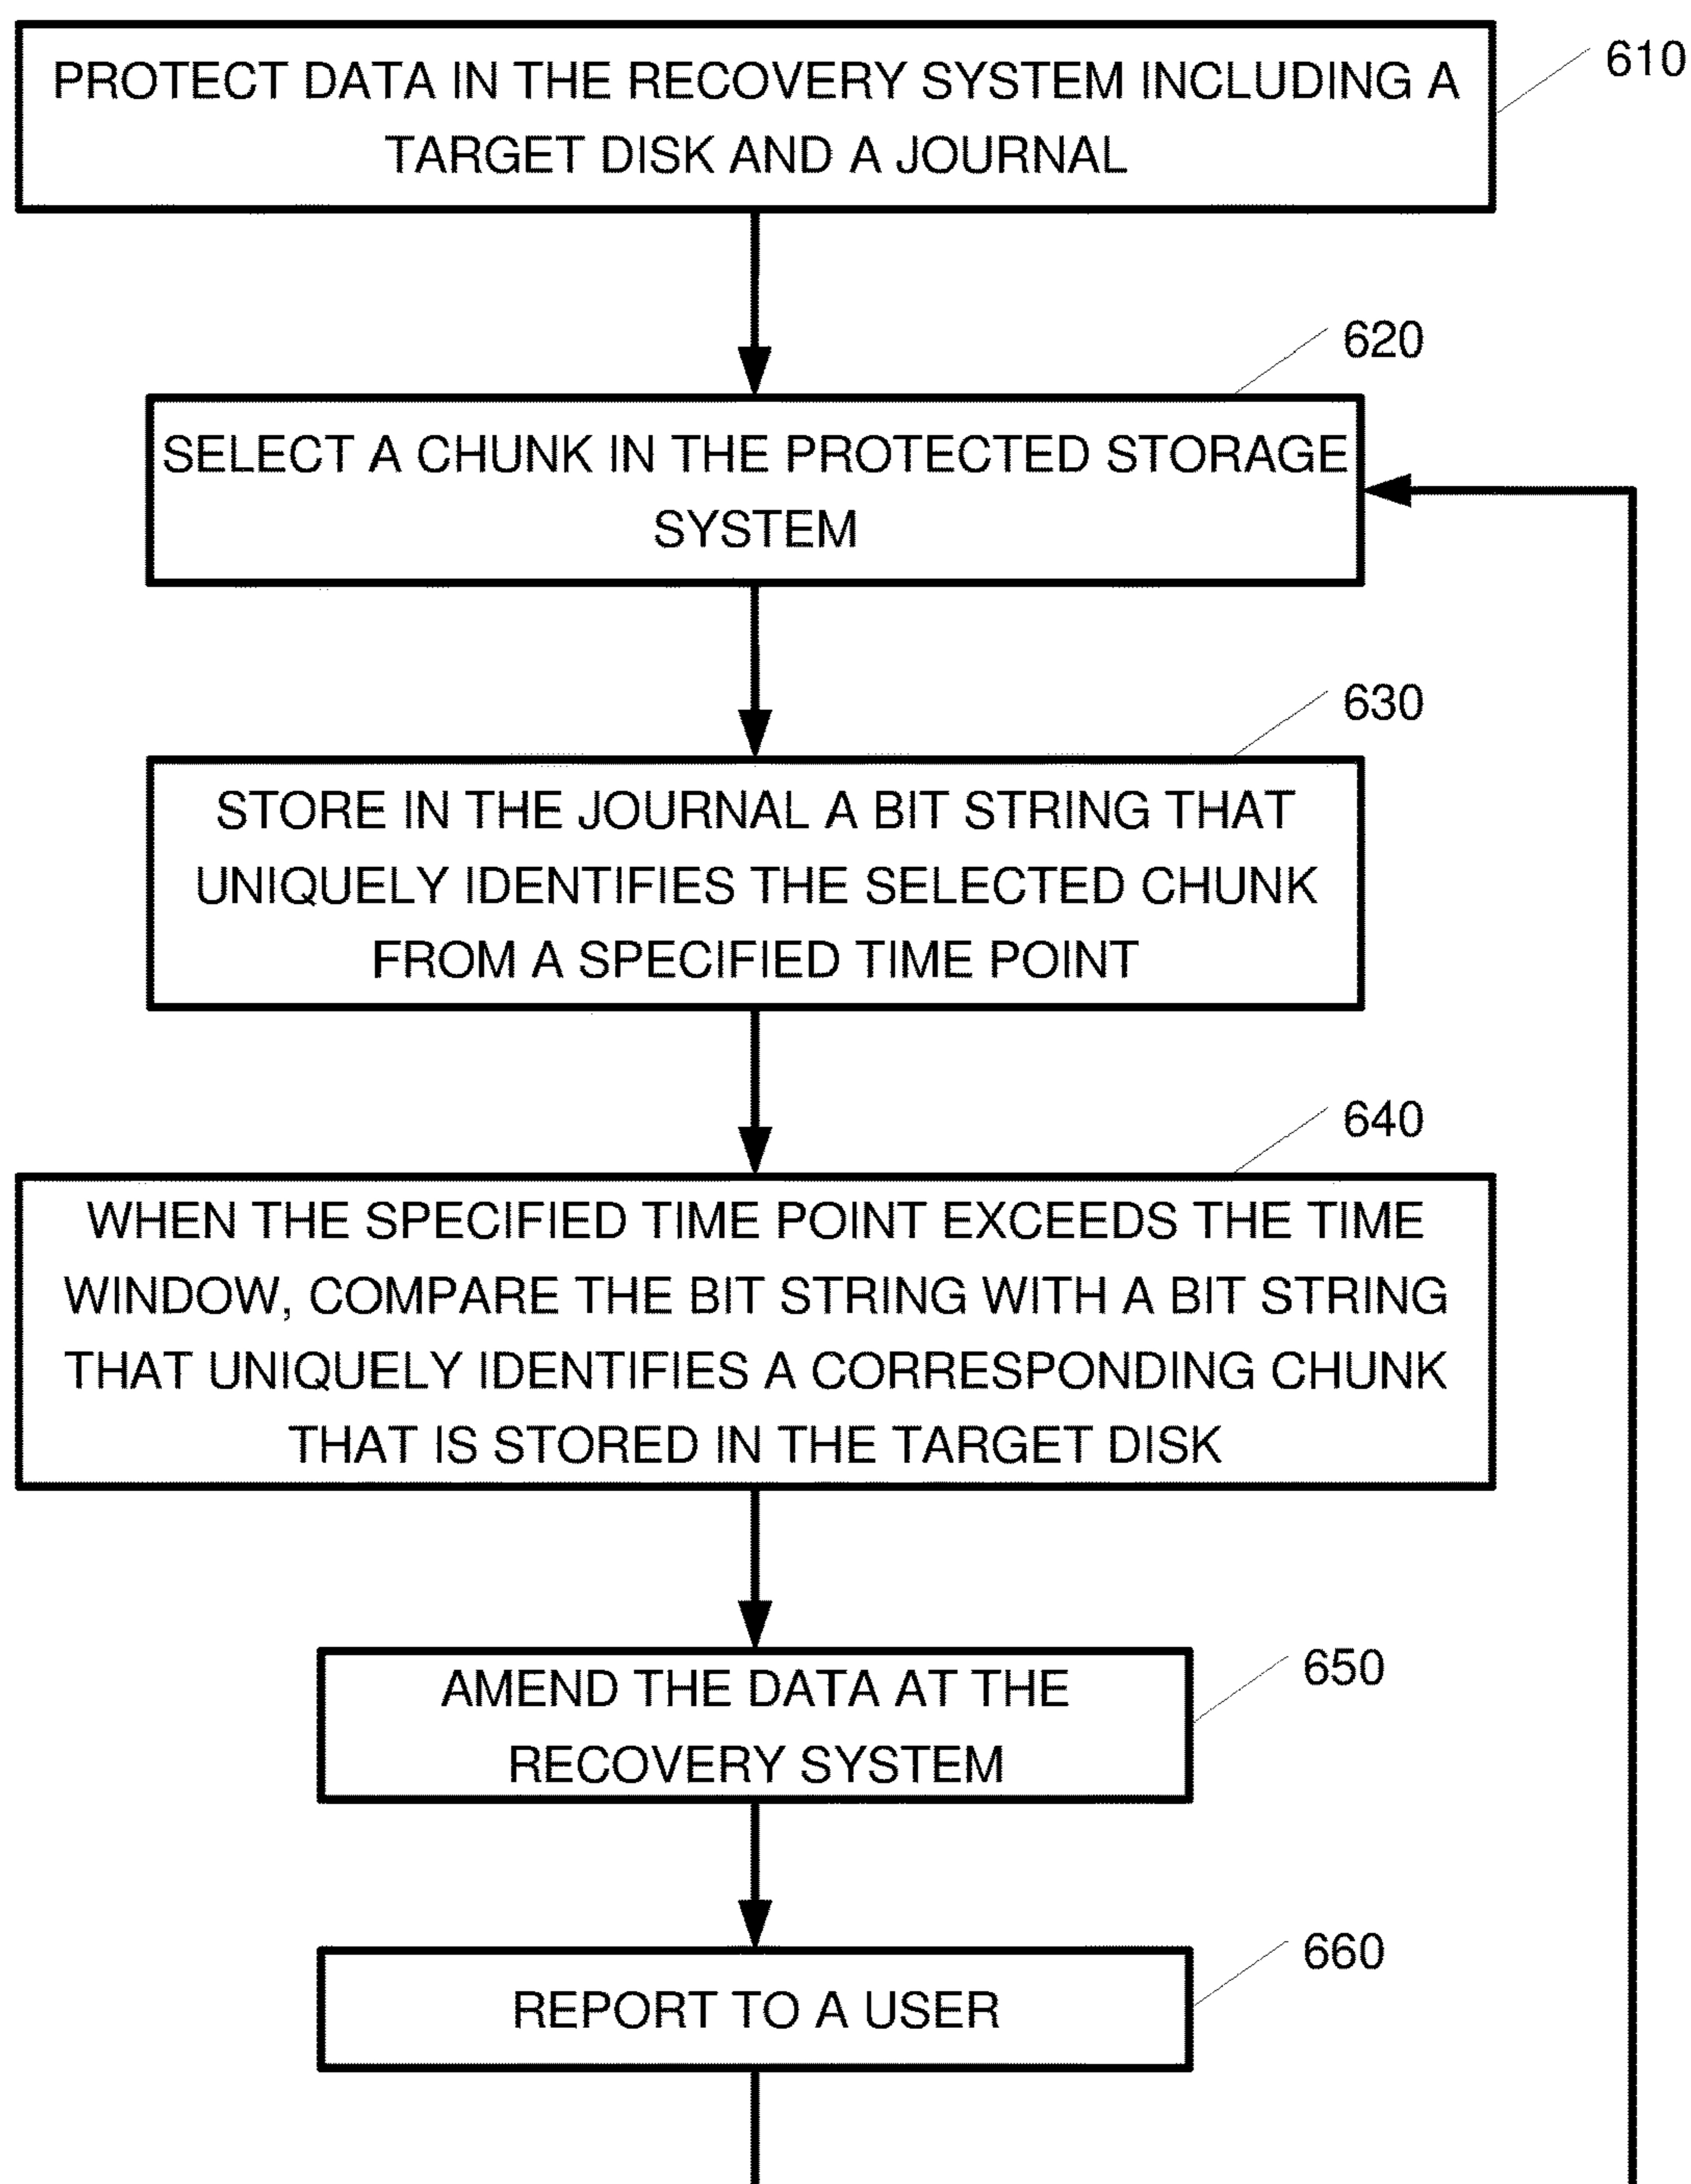 PROTECT DATA IN THE RECOVERY SYSTEM INCLUDING A
TARGET DISK AND A JOURNAL
610
620
SELECT A CHUNK IN THE PROTECTED STORAGE
SYSTEM
630
STORE IN THE JOURNAL A BIT STRING THAT
UNIQUELY IDENTIFIES THE SELECTED CHUNK
FROM A SPECIFIED TIME POINT
640
WHEN THE SPECIFIED TIME POINT EXCEEDS THE TIME
WINDOW, COMPARE THE BIT STRING WITH A BIT STRING
THAT UNIQUELY IDENTIFIES A CORRESPONDING CHUNK
THAT IS STORED IN THE TARGET DISK
650
AMEND THE DATA AT THE
RECOVERY SYSTEM
660
REPORT TO A USER